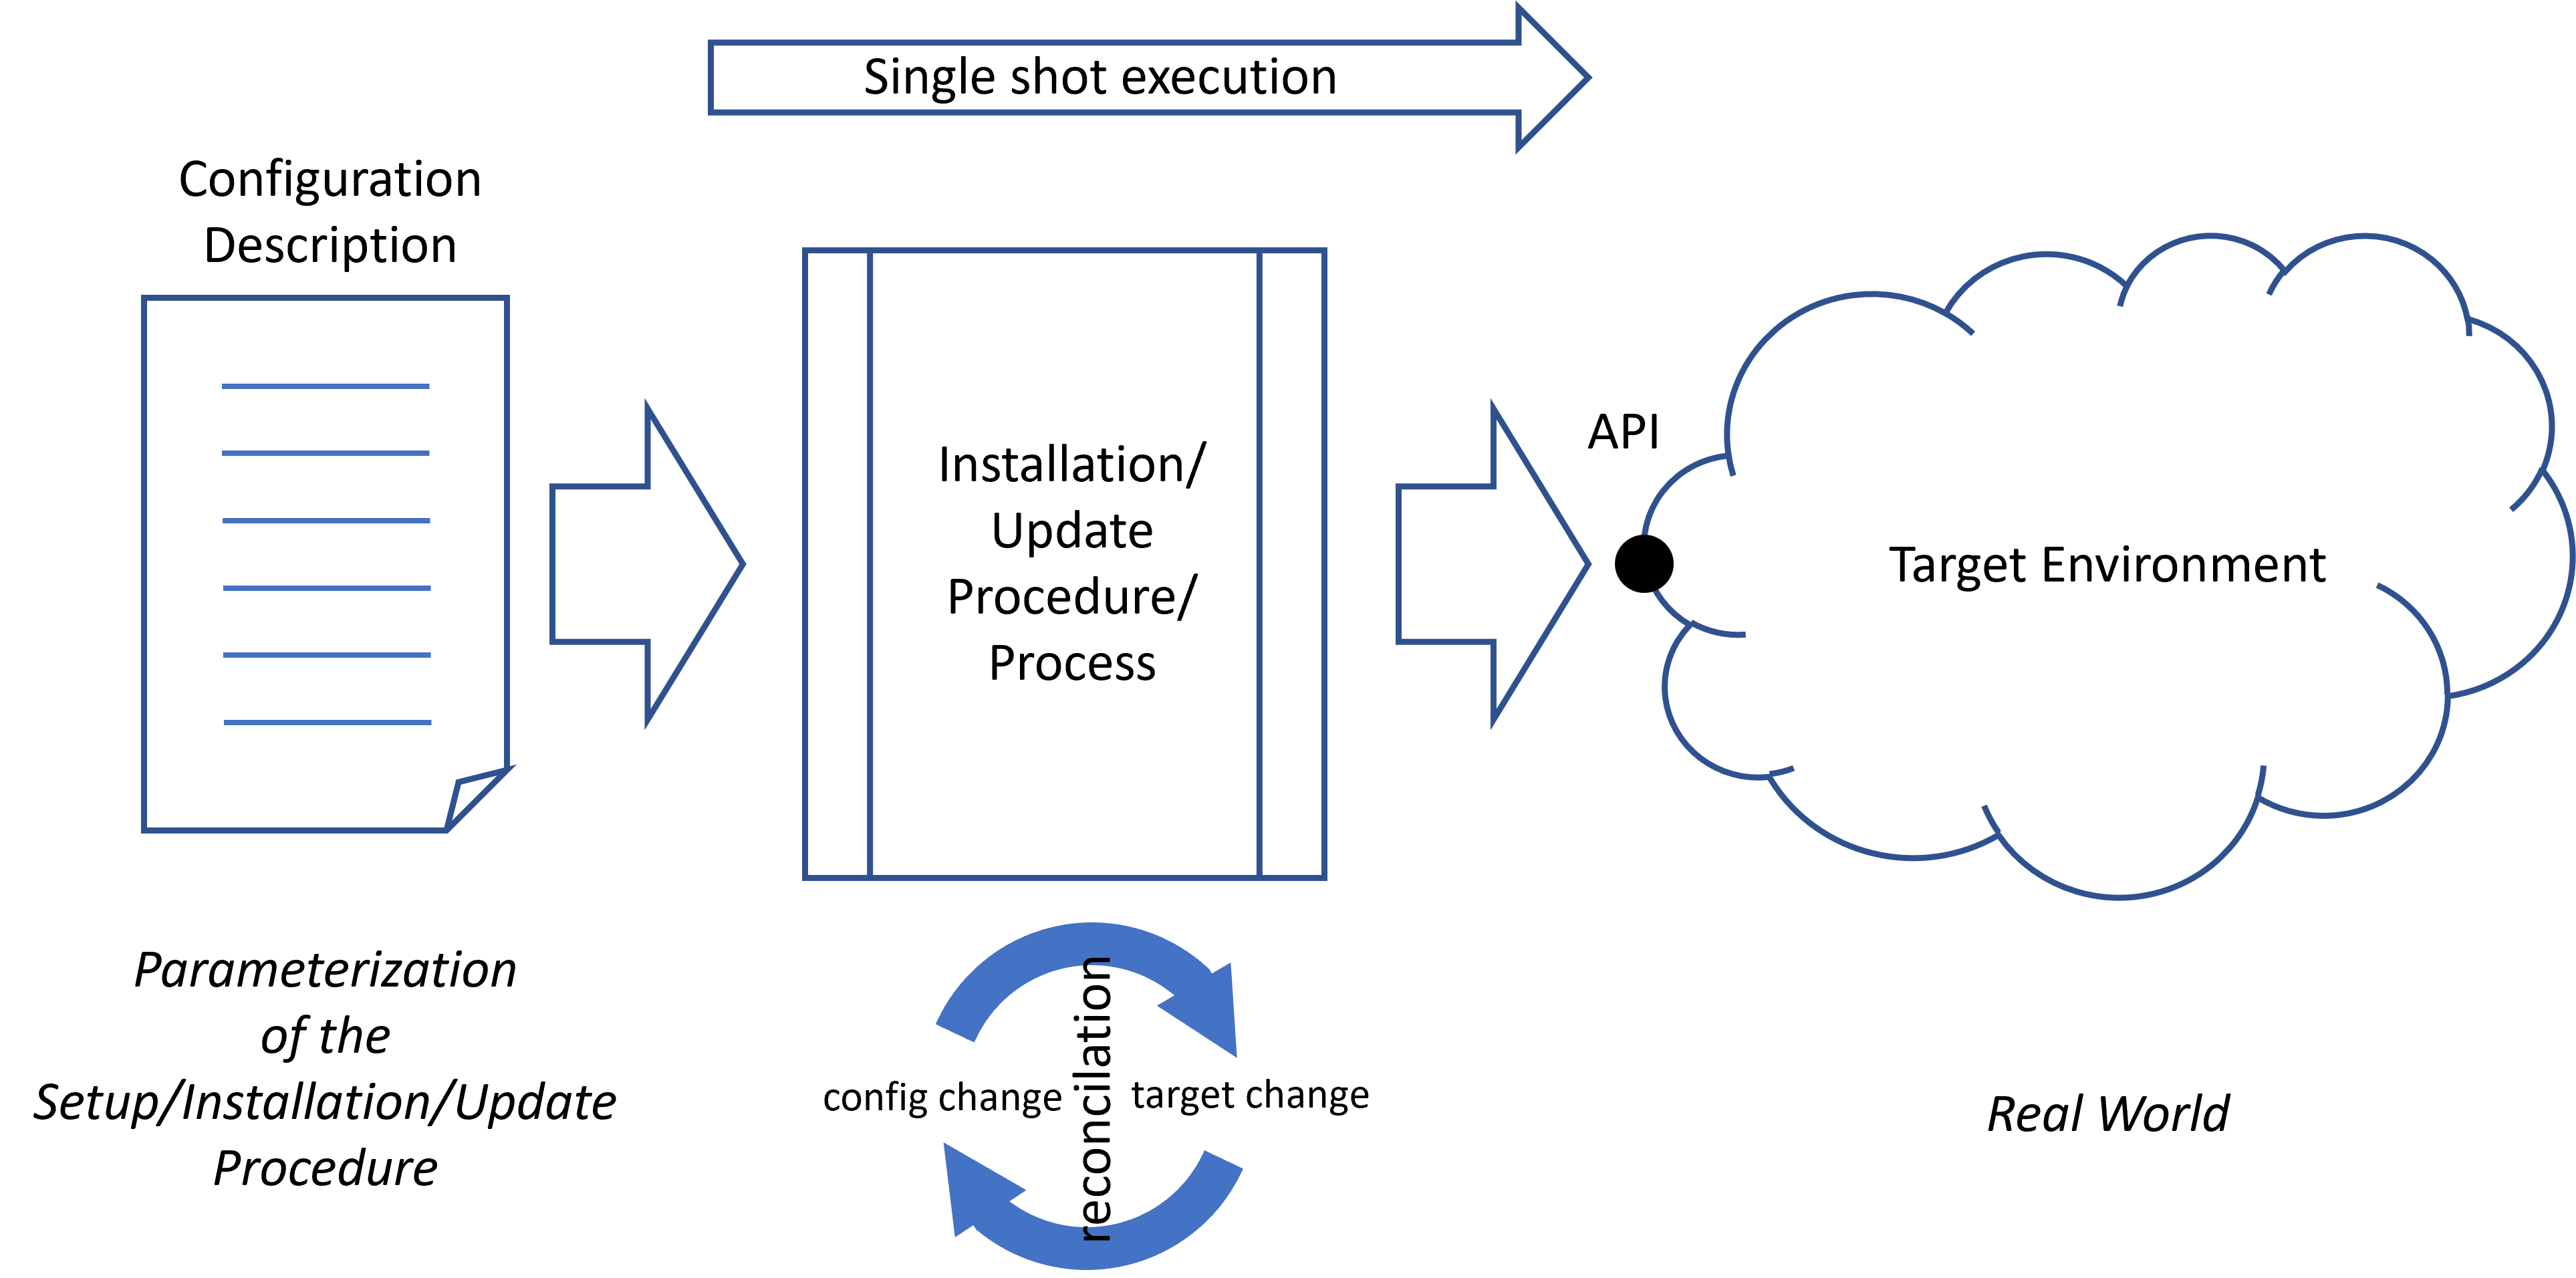 Single shot execution
Configuration
Description
Installation/
Update
Procedure/
Process
API
Target Environment
Parameterization
of the
Setup/Installation/Update
Procedure
config change
reconcilation
target change
Real World